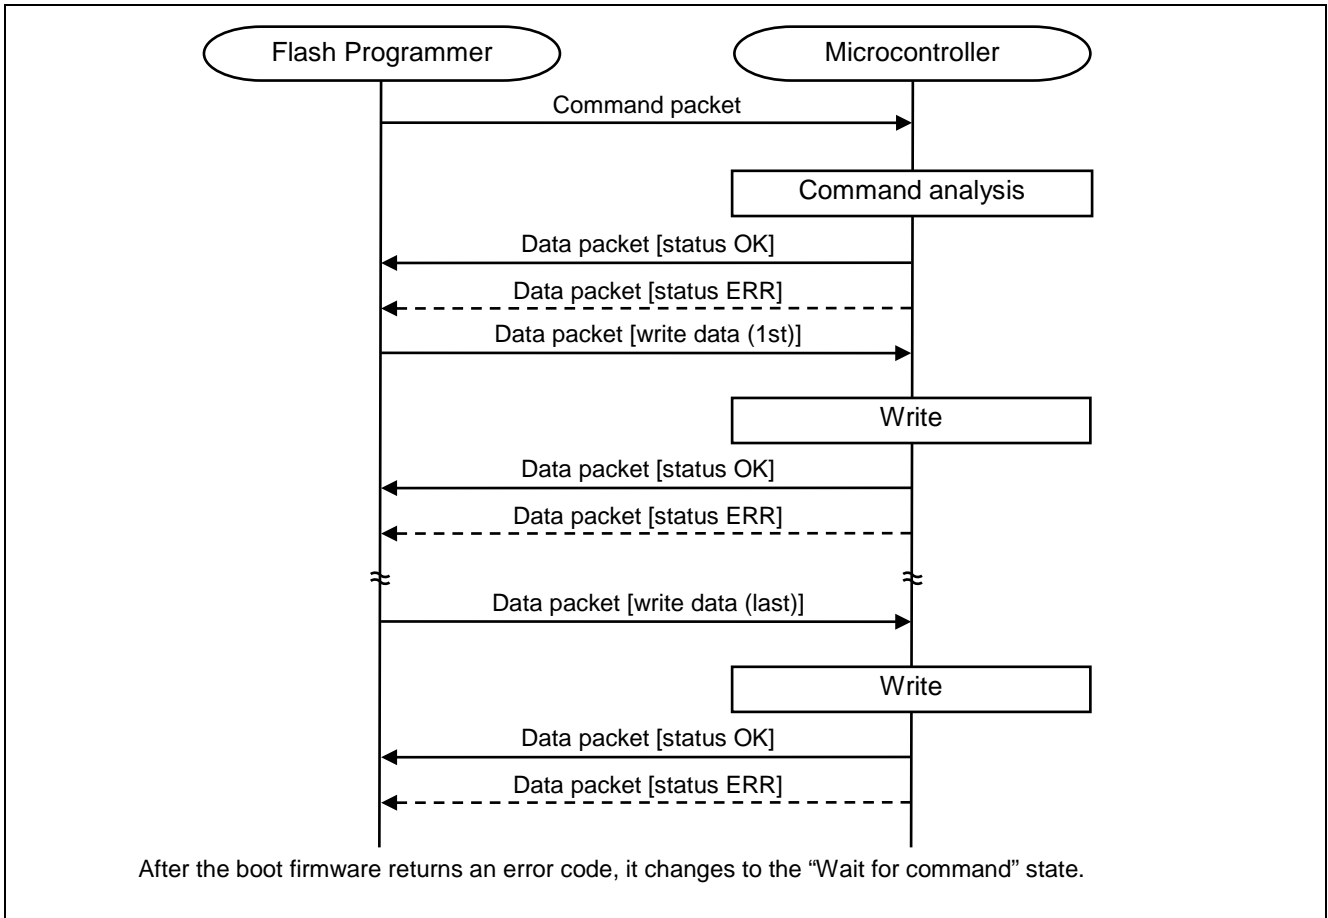 Flash Programmer
Microcontroller
Command packet
Command analysis
Data packet [status OK]
Data packet [status ERR]
Data packet [write data (1st)]
Write
Data packet [status OK]
Data packet [status ERR]
Data packet [write data (last)]
Write
Data packet [status OK]
Data packet [status ERR]
After the boot firmware returns an error code, it changes to the “Wait for command” state.